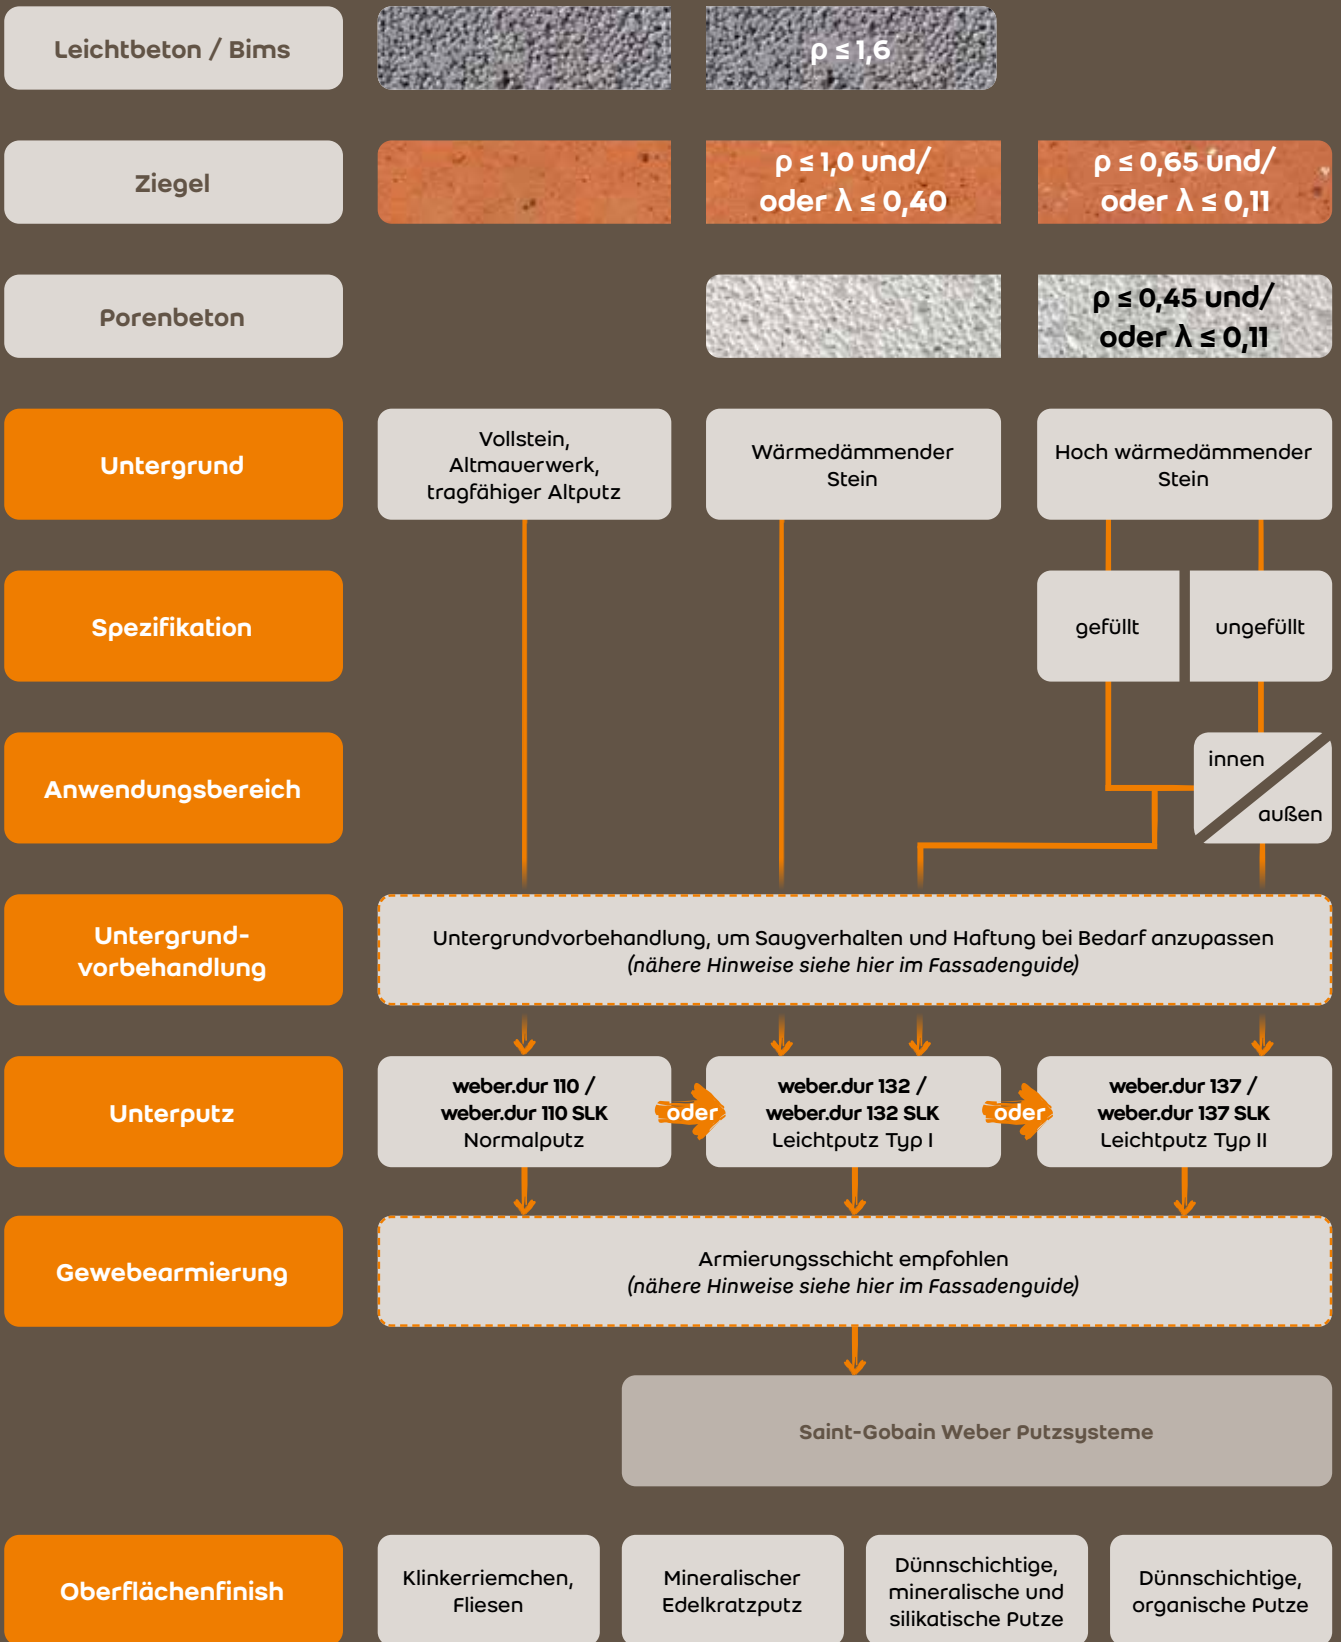 Leichtbeton / Bims
ρ ≤ 1,6
Ziegel
ρ ≤ 1,0 und/
oder λ ≤ 0,40
ρ ≤ 0,65 und/
oder λ ≤ 0,11
Porenbeton
ρ ≤ 0,45 und/
oder λ ≤ 0,11
Untergrund
Vollstein,
Altmauerwerk,
tragfähiger Altputz
Wärmedämmender
Stein
Hoch wärmedämmender
Stein
Spezifikation
gefüllt
ungefüllt
Anwendungsbereich
innen
außen
Untergrund-
vorbehandlung
Untergrundvorbehandlung, um Saugverhalten und Haftung bei Bedarf anzupassen
(nähere Hinweise siehe hier im Fassadenguide)
Unterputz
weber.dur 110 /
weber.dur 110 SLK
Normalputz
oder
weber.dur 132 /
weber.dur 132 SLK
Leichtputz Typ I
oder
weber.dur 137 /
weber.dur 137 SLK
Leichtputz Typ II
Gewebearmierung
Armierungsschicht empfohlen
(nähere Hinweise siehe hier im Fassadenguide)
Saint-Gobain Weber Putzsysteme
Oberflächenfinish
Klinkerriemchen,
Fliesen
Mineralischer
Edelkratzputz
Dünnschichtige,
mineralische und
silikatische Putze
Dünnschichtige,
organische Putze